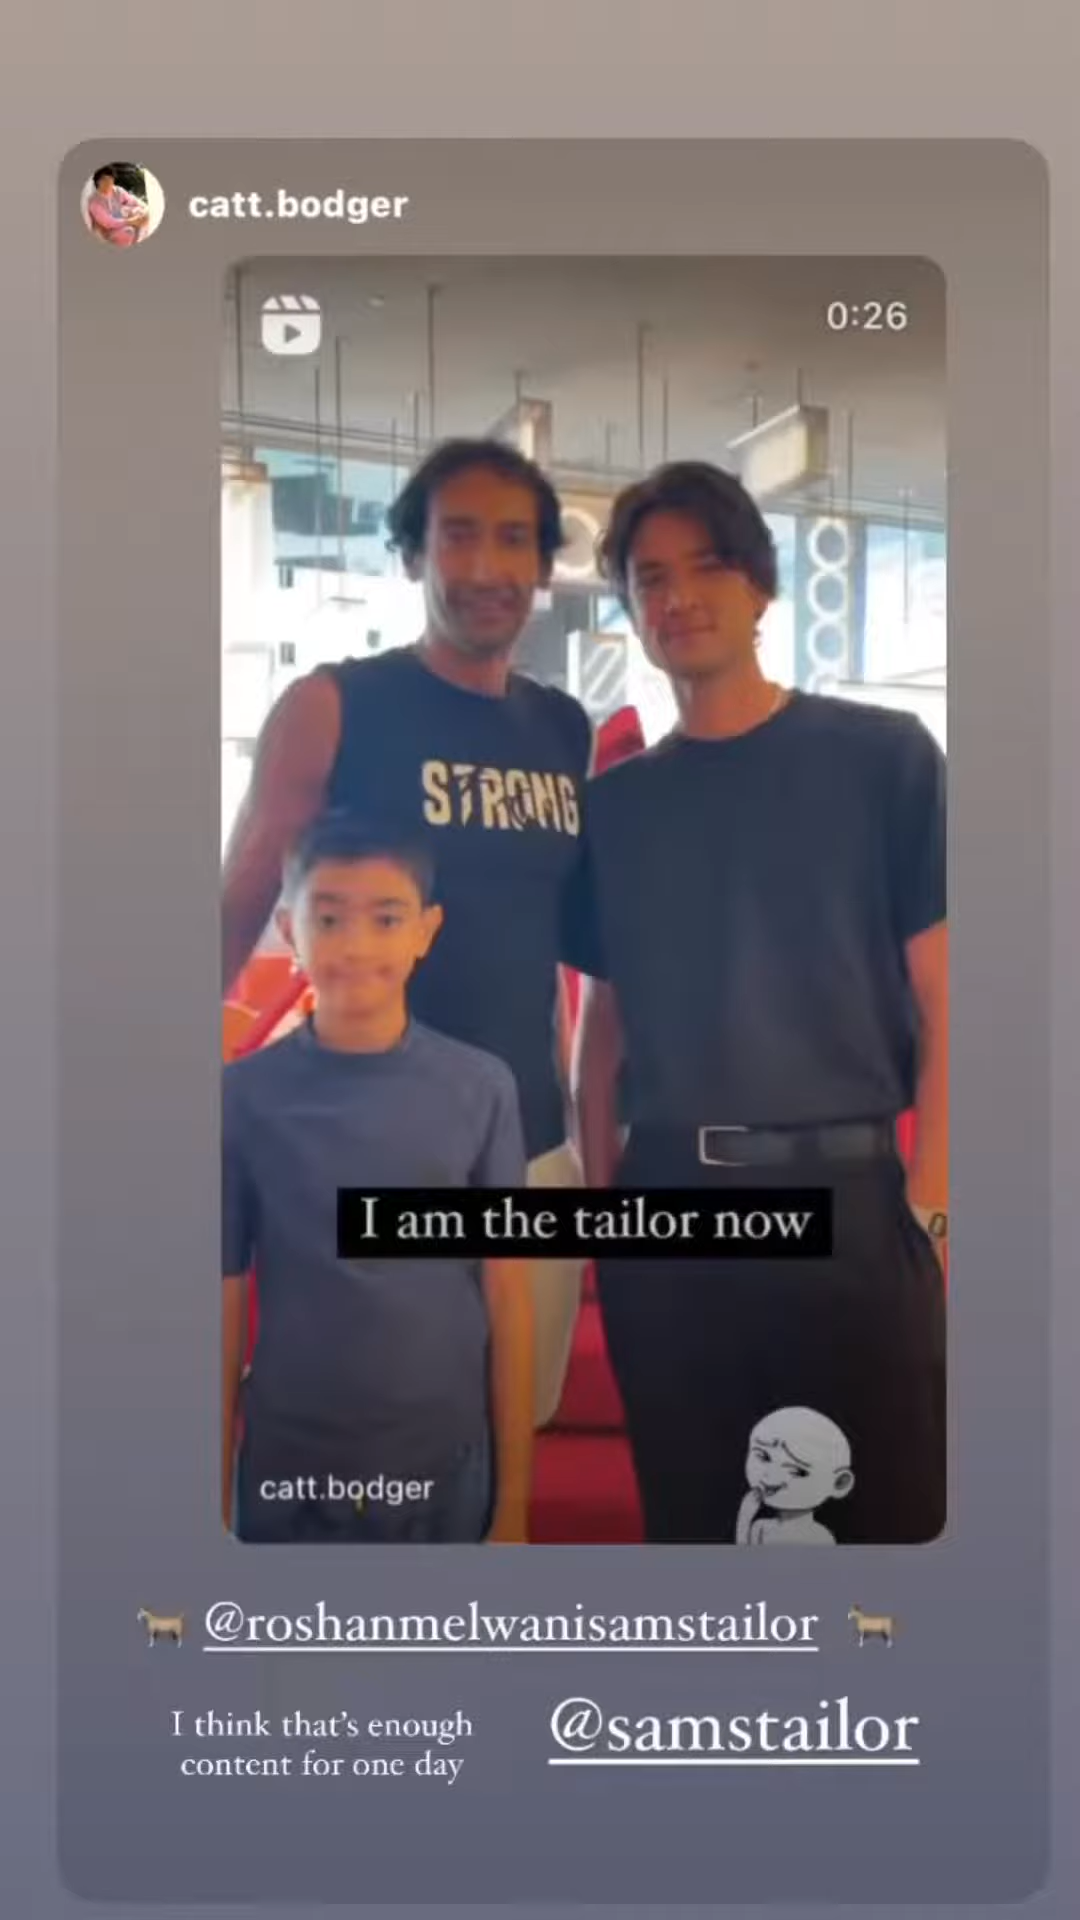 catt.bodger
0:26
STRONG
I am the tailor now
catt.bodger
@roshanmelwanisamstailor
I think that’s enough
content for one day
@samstailor